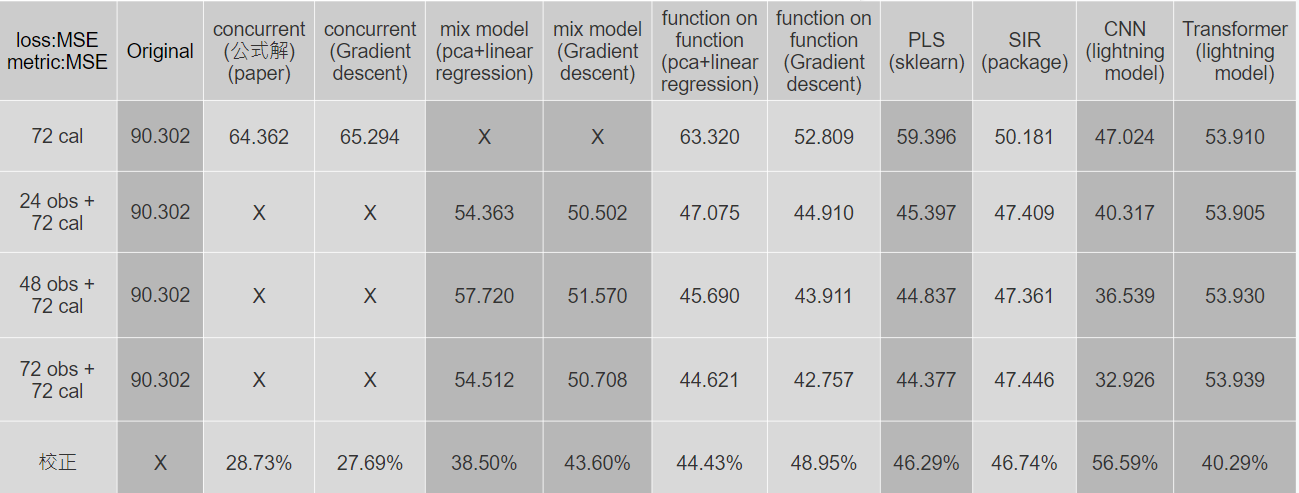 loss:MSE
metric:MSE
Original
concurrent
(公式解)
(paper)
concurrent
(Gradient
descent)
mix model
(pca+linear
regression)
mix model
(Gradient
descent)
function on
function
(pca+linear
regression)
function on
function
(Gradient
descent)
PLS
(sklearn)
SIR
(package)
CNN
(lightning
model)
Transformer
(lightning
model)
72 cal
90.302
64.362
65.294
X
X
63.320
52.809
59.396
50.181
47.024
53.910
24 obs +
72 cal
90.302
X
X
54.363
50.502
47.075
44.910
45.397
47.409
40.317
53.905
48 obs +
72 cal
90.302
X
X
57.720
51.570
45.690
43.911
44.837
47.361
36.539
53.930
72 obs +
72 cal
90.302
X
X
54.512
50.708
44.621
42.757
44.377
47.446
32.926
53.939
校正
X
28.73%
27.69%
38.50%
43.60%
44.43%
48.95%
46.29%
46.74%
56.59%
40.29%